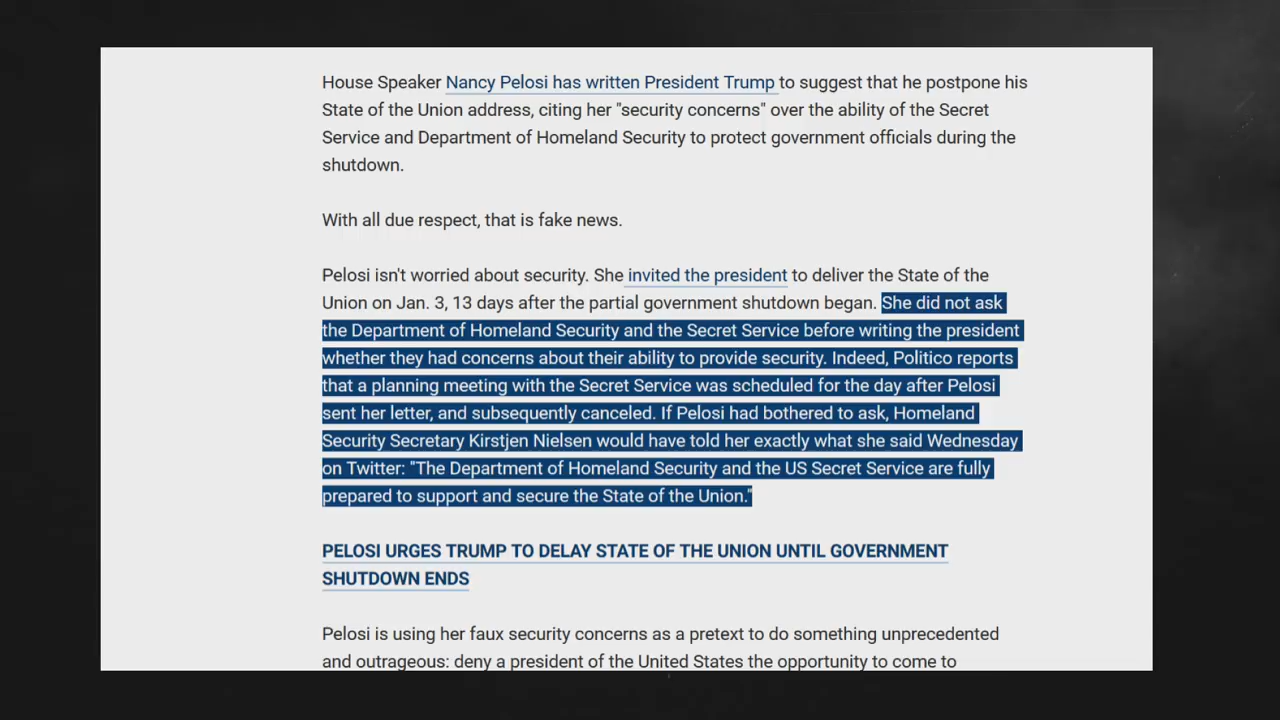 House Speaker Nancy Pelosi has written President Trump to suggest that he postpone his
State of the Union address, citing her "security concerns" over the ability of the Secret
Service and Department of Homeland Security to protect government officials during the
shutdown.
With all due respect, that is fake news.
Pelosi isn't worried about security. She invited the president to deliver the State of the
Union on Jan. 3, 13 days after the partial government shutdown began. She did not ask
the Department of Homeland Security and the Secret Service before writing the president
whether they had concerns about their ability to provide security. Indeed, Politico reports
that a planning meeting with the Secret Service was scheduled for the day after Pelosi
sent her letter, and subsequently canceled. If Pelosi had bothered to ask, Homeland
Security Secretary Kirstjen Nielsen would have told her exactly what she said Wednesday
on Twitter: "The Department of Homeland Security and the US Secret Service are fully
prepared to support and secure the State of the Union."
PELOSI URGES TRUMP TO DELAY STATE OF THE UNION UNTIL GOVERNMENT
SHUTDOWN ENDS
Pelosi is using her faux security concerns as a pretext to do something unprecedented
and outrageous: deny a president of the United States the opportunity to come to